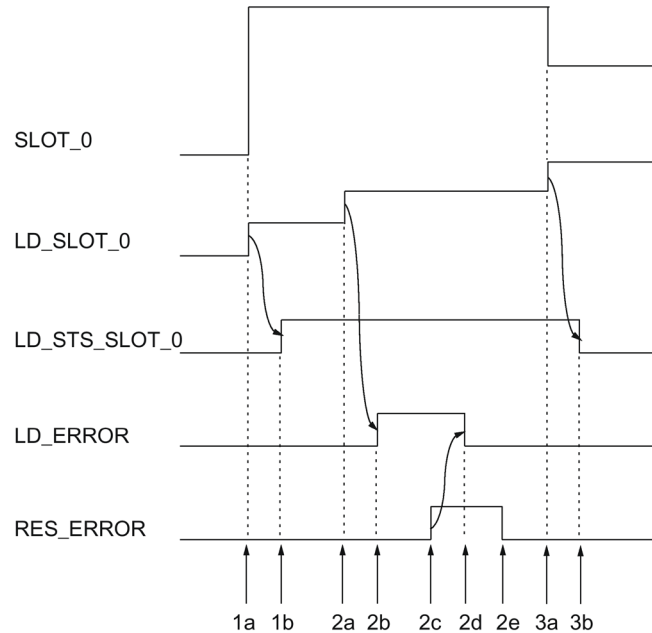 SLOT_0
LD_SLOT_0
LD_STS_SLOT_0
LD_ERROR
RES_ERROR
1a 1b 2a 2b 2c 2d 2e 3a 3b